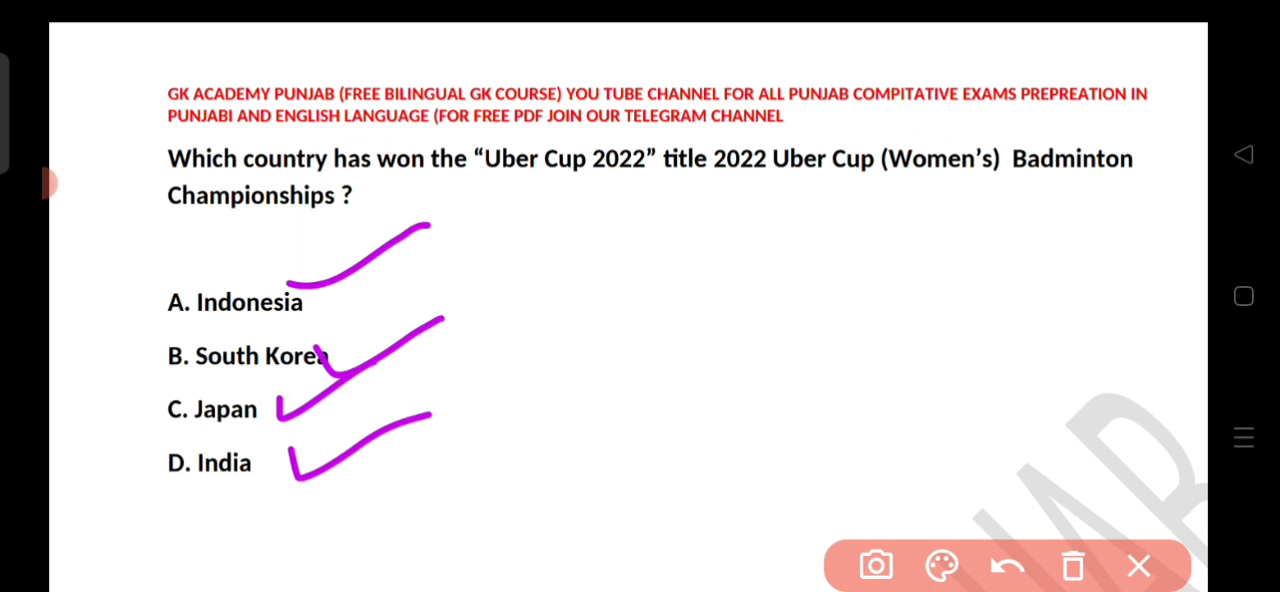 GK ACADEMY PUNJAB (FREE BILINGUAL GK COURSE) YOU TUBE CHANNEL FOR ALL PUNJAB COMPITATIVE EXAMS PREPREATION IN
PUNJABI AND ENGLISH LANGUAGE (FOR FREE PDF JOIN OUR TELEGRAM CHANNEL
Which country has won the “Uber Cup 2022” title 2022 Uber Cup (Women’s) Badminton
Championships ?
A. Indonesia
B. South Korea
C. Japan
D. India